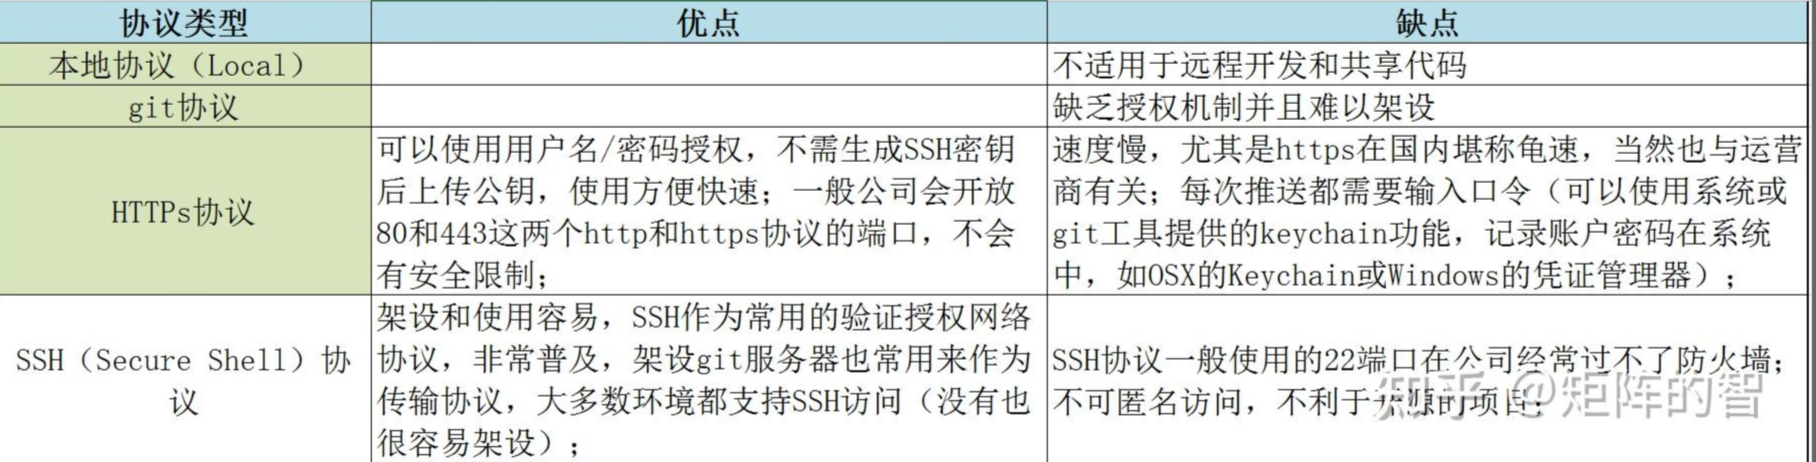 协议类型
优点
缺点
本地协议（Local）
不适用于远程开发和共享代码
git协议
缺乏授权机制并且难以架设
HTTPs协议
可以使用用户名/密码授权，不需生成SSH密钥
后上传公钥，使用方便快速；一般公司会开放
80和443这两个http和https协议的端口，不会
有安全限制；
速度慢，尤其是https在国内堪称龟速，当然也与运营
商有关；每次推送都需要输入口令（可以使用系统或
git工具提供的keychain功能，记录账户密码在系统
中，如OSX的Keychain或Windows的凭证管理器）；
SSH（Secure Shell）协
议
架设和使用容易，SSH作为常用的验证授权网络
协议，非常普及，架设git服务器也常用来作为
传输协议，大多数环境都支持SSH访问（没有也
很容易架设）；
SSH协议一般使用的22端口在公司经常过不了防火墙；
不可匿名访问，不利于开源的项目；
知乎 @矩阵的智